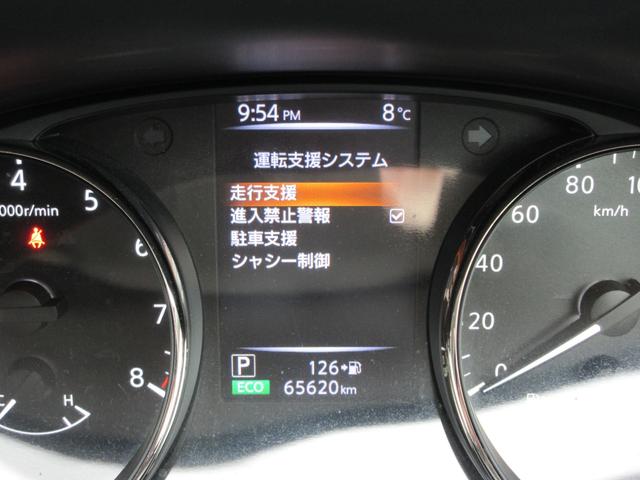 9:54 PM 8℃
運転支援システム
走行支援
進入禁止警報
駐車支援
シャシー制御
P 126
ECO 65620km
4
000r/min 5
6
7
8
C H
80 1
60 km/h
40
20
0